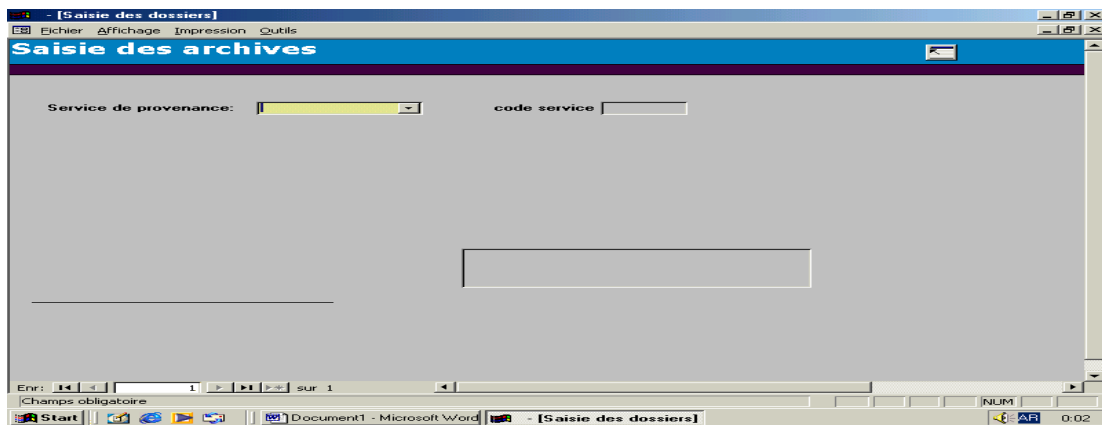 - [Saisie des dossiers]
Fichier Affichage Impression Outils
Saisie des archives
Service de provenance: code service
Enr: 1 sur 1
Champs obligatoire
NUM
Start Document1 - Microsoft Word - [Saisie des dossiers] AR 0:02